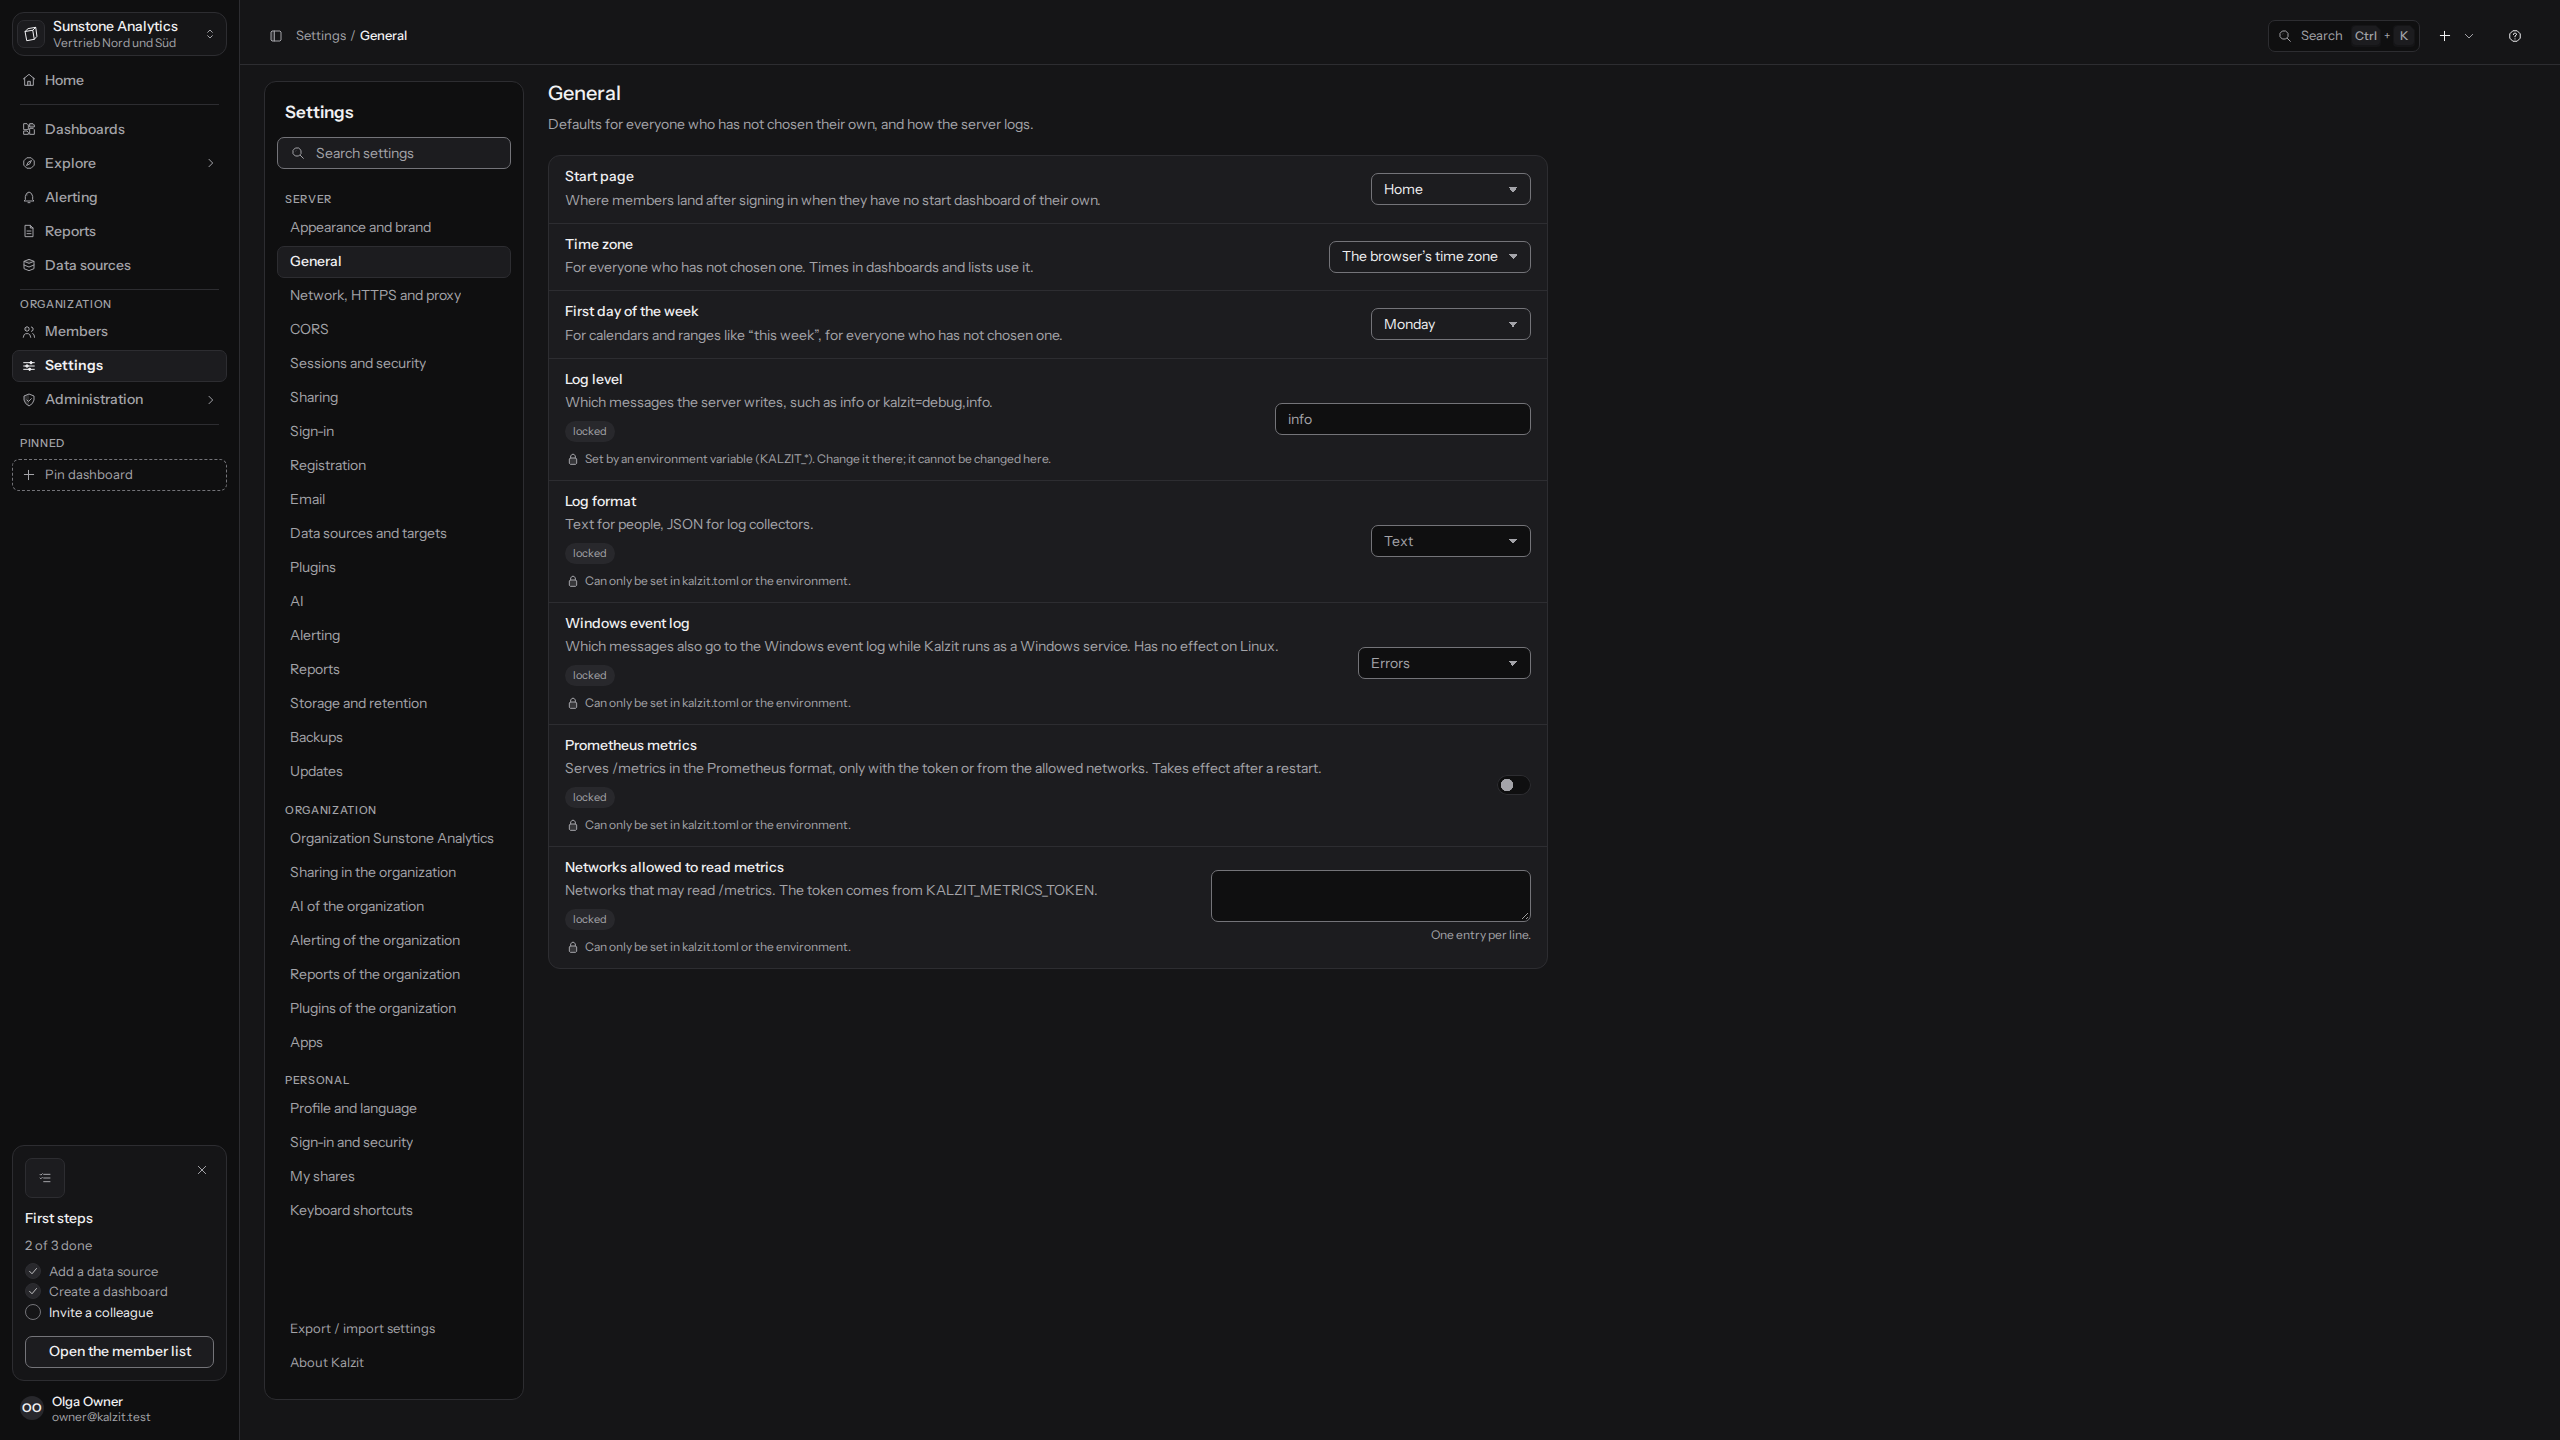 Sunstone Analytics
Vertrieb Nord und Süd
Home
Dashboards
Explore
Alerting
Reports
Data sources
ORGANIZATION
Members
Settings
Administration
PINNED
Pin dashboard
First steps
2 of 3 done
Add a data source
Create a dashboard
Invite a colleague
Open the member list
OO
Olga Owner
owner@kalzit.test
Settings / General
Search Ctrl + K
Settings
Search settings
SERVER
Appearance and brand
General
Network, HTTPS and proxy
CORS
Sessions and security
Sharing
Sign-in
Registration
Email
Data sources and targets
Plugins
AI
Alerting
Reports
Storage and retention
Backups
Updates
ORGANIZATION
Organization Sunstone Analytics
Sharing in the organization
AI of the organization
Alerting of the organization
Reports of the organization
Plugins of the organization
Apps
PERSONAL
Profile and language
Sign-in and security
My shares
Keyboard shortcuts
Export / import settings
About Kalzit
General
Defaults for everyone who has not chosen their own, and how the server logs.
Start page
Where members land after signing in when they have no start dashboard of their own.
Home
Time zone
For everyone who has not chosen one. Times in dashboards and lists use it.
The browser's time zone
First day of the week
For calendars and ranges like “this week”, for everyone who has not chosen one.
Monday
Log level
Which messages the server writes, such as info or kalzit=debug,info.
locked
Set by an environment variable (KALZIT_*). Change it there; it cannot be changed here.
info
Log format
Text for people, JSON for log collectors.
locked
Can only be set in kalzit.toml or the environment.
Text
Windows event log
Which messages also go to the Windows event log while Kalzit runs as a Windows service. Has no effect on Linux.
locked
Can only be set in kalzit.toml or the environment.
Errors
Prometheus metrics
Serves /metrics in the Prometheus format, only with the token or from the allowed networks. Takes effect after a restart.
locked
Can only be set in kalzit.toml or the environment.
Networks allowed to read metrics
Networks that may read /metrics. The token comes from KALZIT_METRICS_TOKEN.
locked
Can only be set in kalzit.toml or the environment.
One entry per line.